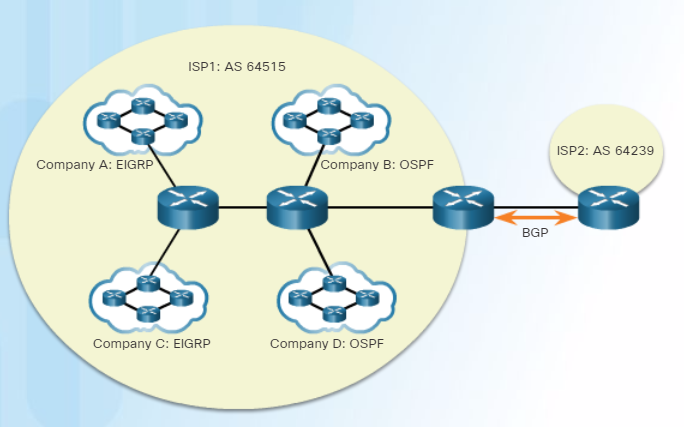 ISP1: AS 64515
ISP2: AS 64239
Company A: EIGRP
Company B: OSPF
BGP
Company C: EIGRP
Company D: OSPF